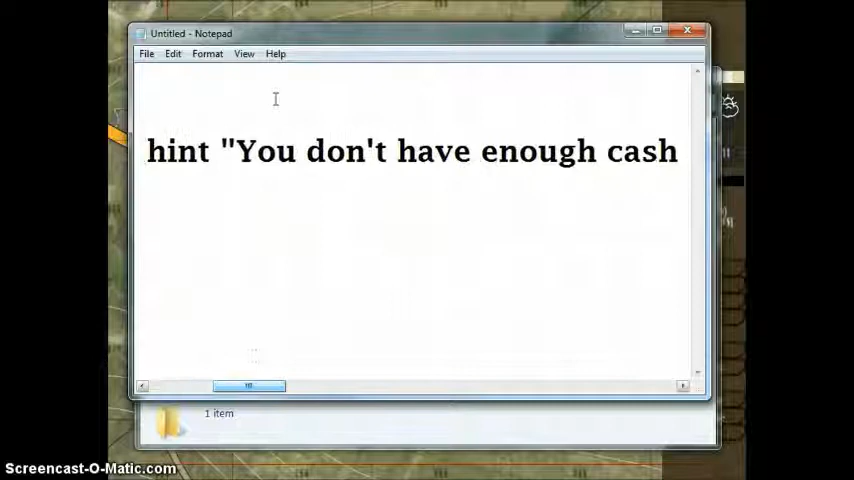 Untitled - Notepad
File Edit Format View Help
hint "You don't have enough cash
1 item
Screencast-O-Matic.com